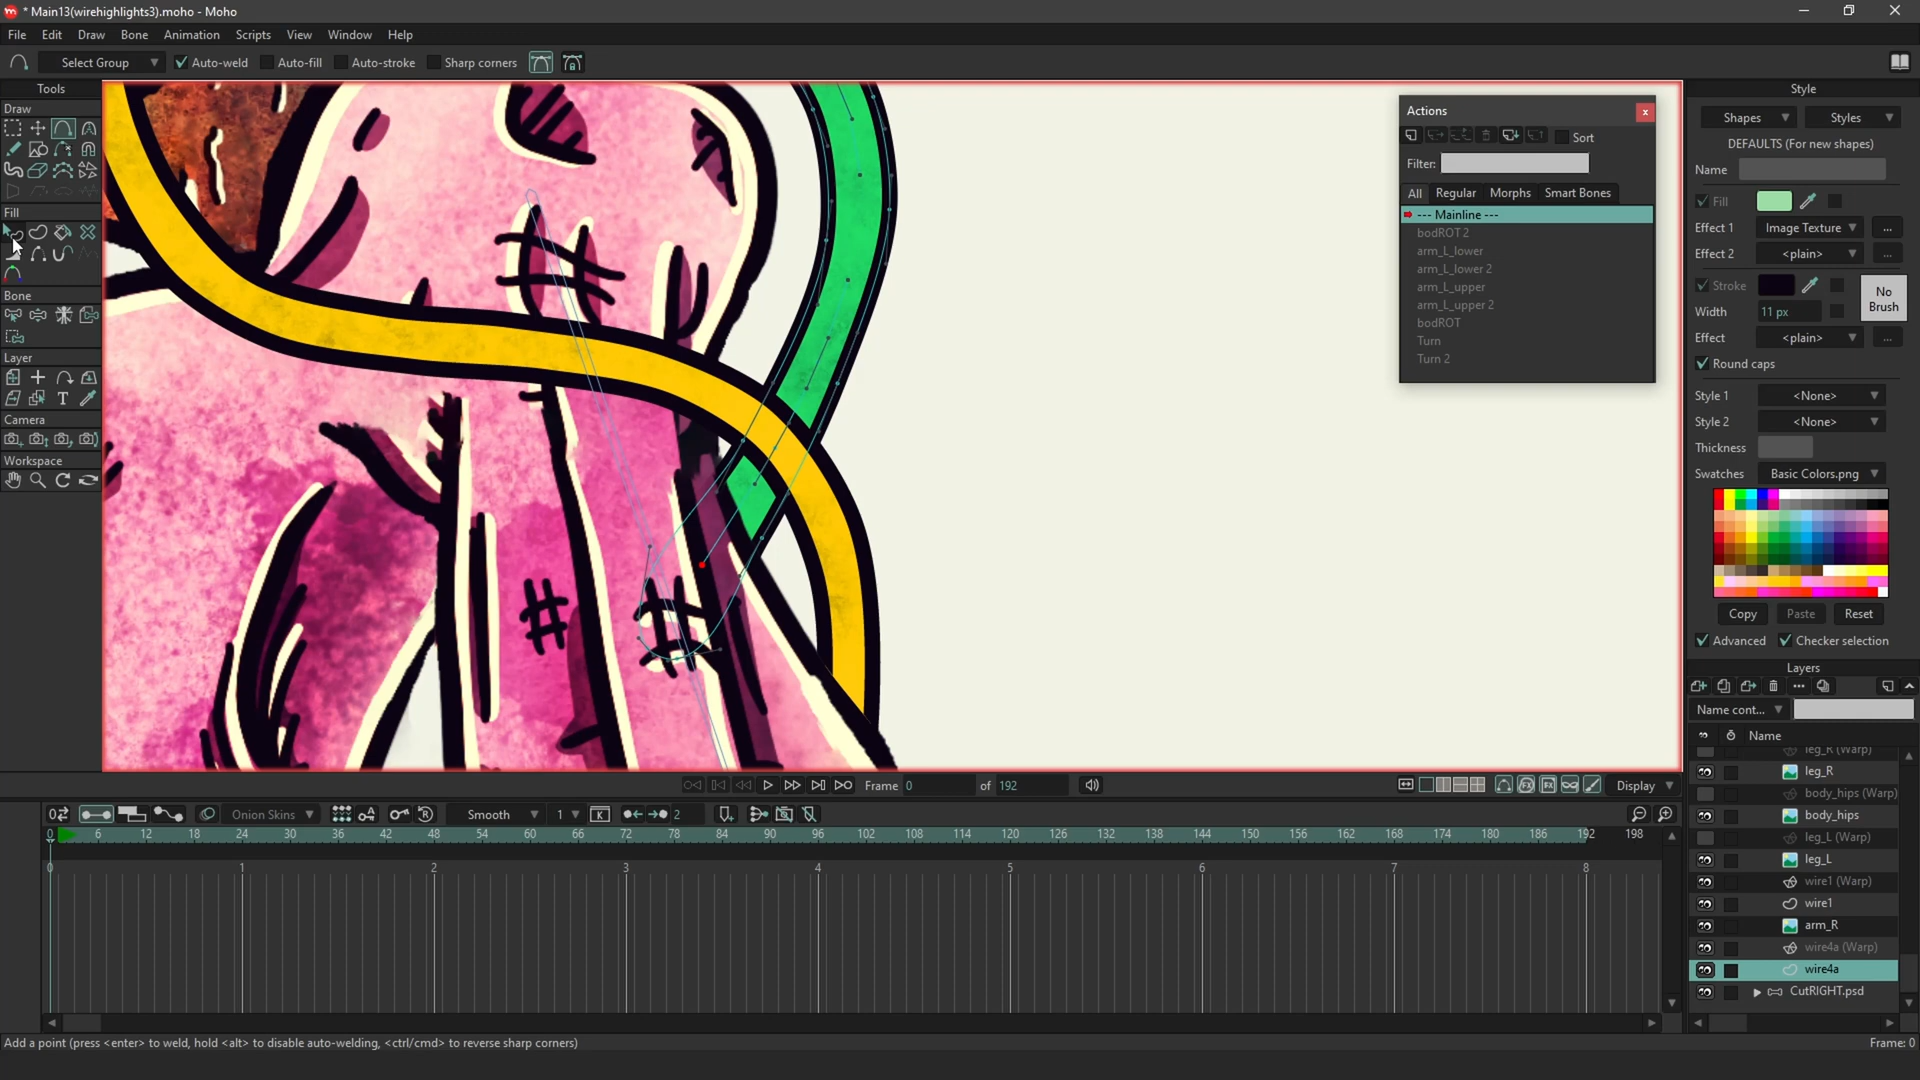 * Main13(wirehighlights3).moho - Moho
File Edit Draw Bone Animation Scripts View Window Help
Select Group Auto-weld Auto-fill Auto-stroke Sharp corners
Tools
Draw
Fill
Bone
Layer
Camera
Workspace
Actions
Sort
Filter:
All Regular Morphs Smart Bones
--- Mainline ---
bodROT 2
arm_L_lower
arm_L_lower 2
arm_L_upper
arm_L_upper 2
bodROT
Turn
Turn 2
Style
Shapes Styles
DEFAULTS (For new shapes)
Name
Fill
Effect 1 Image Texture ...
Effect 2 <plain> ...
Stroke
No Brush
Width 11 px
Effect <plain> ...
Round caps
Style 1 <None>
Style 2 <None>
Thickness
Swatches Basic Colors.png
Copy Paste Reset
Advanced Checker selection
Layers
Name cont...
Name
leg_R (Warp)
leg_R
body_hips (Warp)
body_hips
leg_L (Warp)
leg_L
wire1 (Warp)
wire1
arm_R
wire4a (Warp)
wire4a
CutRIGHT.psd
Frame 0 of 192 Display
Onion Skins Smooth 1 2
0 6 12 18 24 30 36 42 48 54 60 66 72 78 84 90 96 102 108 114 120 126 132 138 144 150 156 162 168 174 180 186 192 198
0 1 2 3 4 5 6 7 8
Add a point (press <enter> to weld, hold <alt> to disable auto-welding, <ctrl/cmd> to reverse sharp corners)
Frame: 0